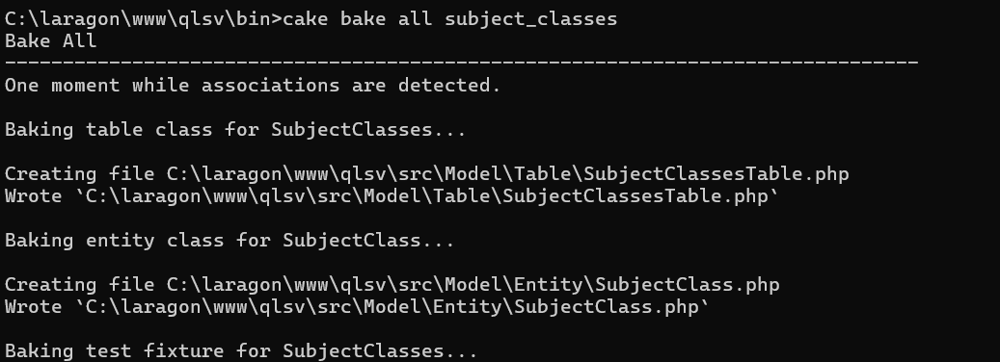 C:\laragon\www\qlsv\bin>cake bake all subject_classes
Bake All
-------------------------------------------------------------------------------
One moment while associations are detected.
Baking table class for SubjectClasses...
Creating file C:\laragon\www\qlsv\src\Model\Table\SubjectClassesTable.php
Wrote `C:\laragon\www\qlsv\src\Model\Table\SubjectClassesTable.php`
Baking entity class for SubjectClass...
Creating file C:\laragon\www\qlsv\src\Model\Entity\SubjectClass.php
Wrote `C:\laragon\www\qlsv\src\Model\Entity\SubjectClass.php`
Baking test fixture for SubjectClasses...